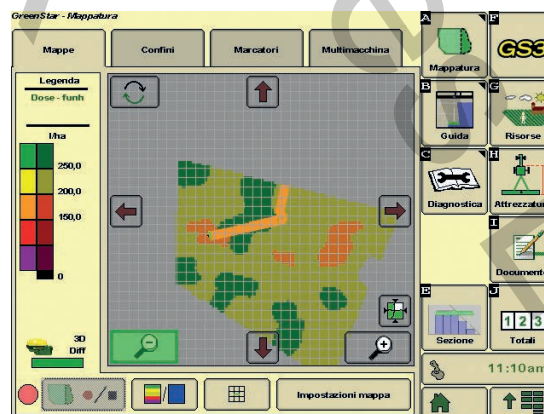 GreenStar - Mappatura
Mappe
Confini
Marcatori
Multimacchina
Legenda
Dose - funh
l/ha
250,0
200,0
150,0
0
3D
Diff
Impostazioni mappa
A
Mappatura
F
GS3
B
Guida
G
Risorse
C
Diagnostica
H
Attrezzatur
I
Documento
E
Sezione
J
1 2 3
Totali
11:10am